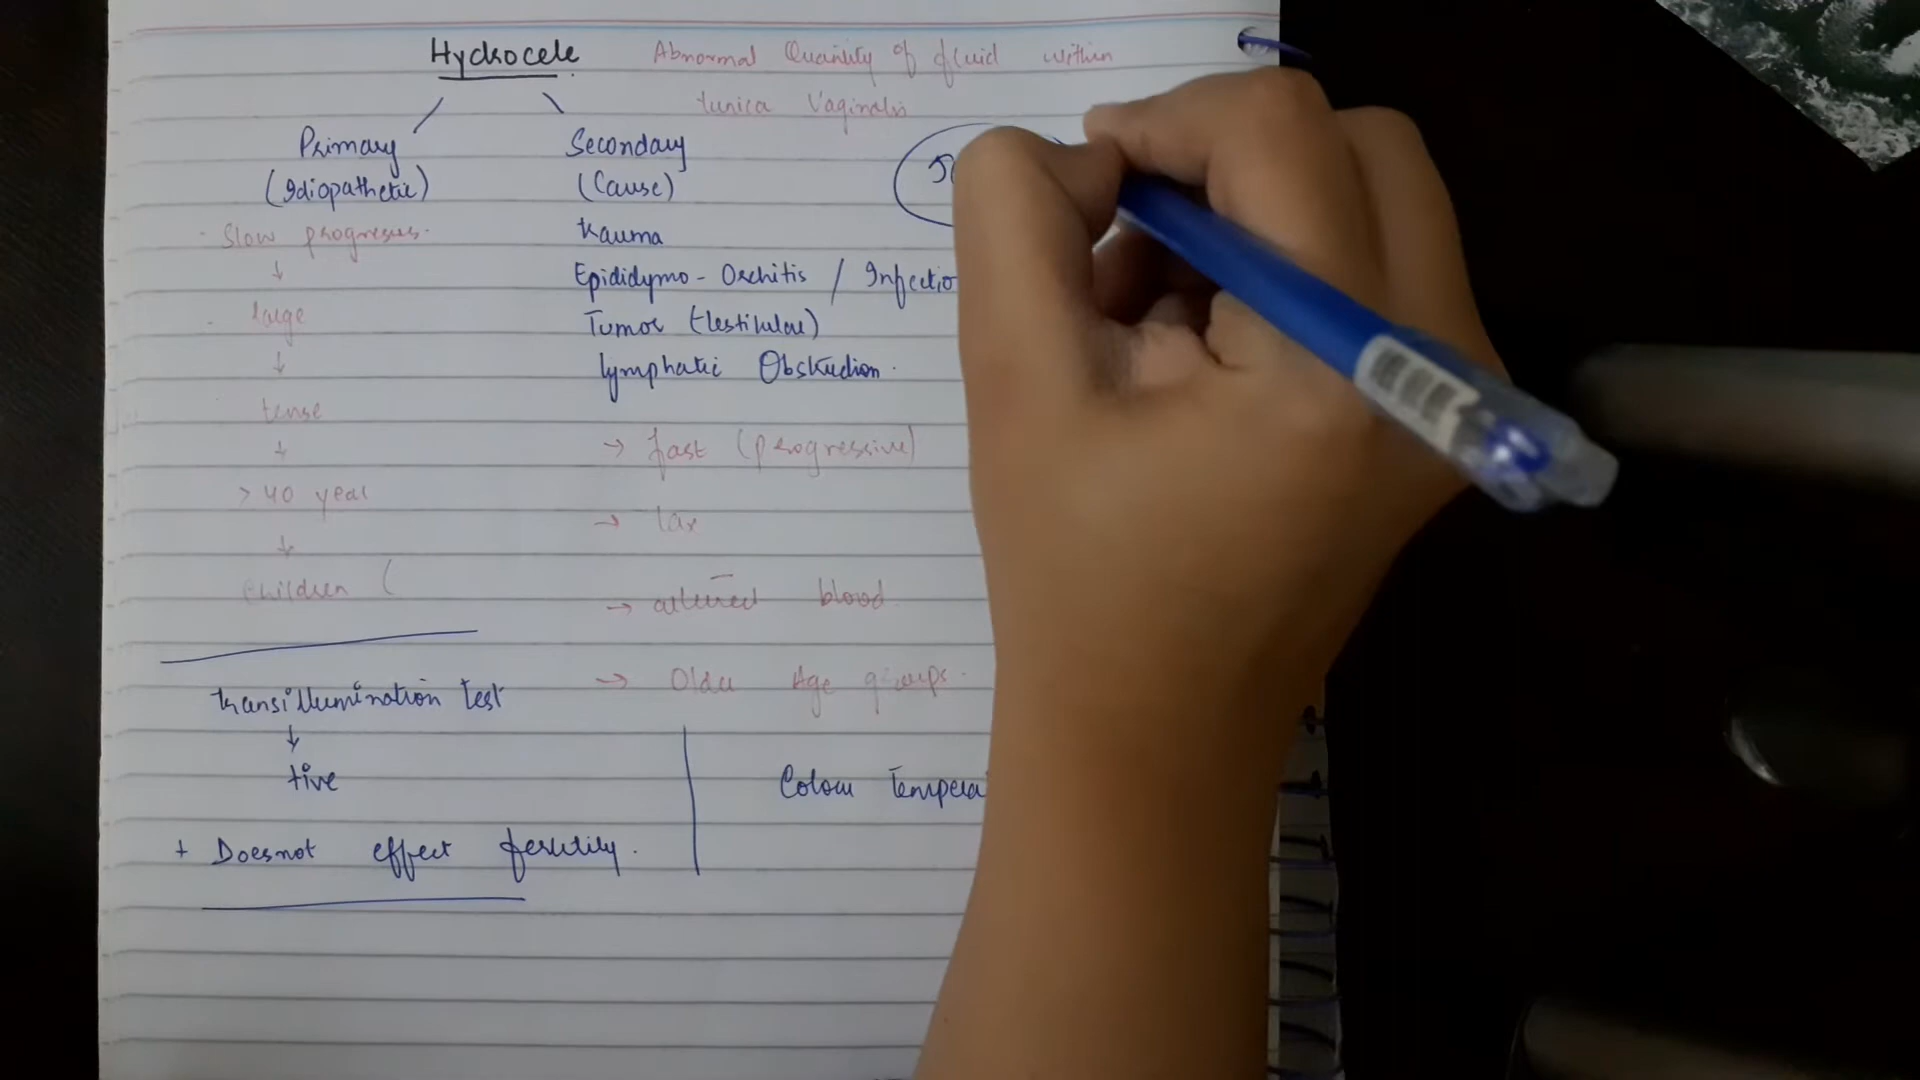 Hydrocele Abnormal Quantity of fluid within
tunica Vaginalis
Primary
(Idiopathetic)
Slow progresses.
↓
large
↓
tense
↓
> 40 year
↓
Children (
Secondary
(Cause)
trauma
Epididymo - Orchitis / Infectio
Tumor (testicular)
lymphatic Obstruction.
→ fast (progressive)
→ lax
→ altered blood
→ Older Age groups.
transillumination test
↓
+ive
+ Doesnot effect fertility.
Colour Tempera